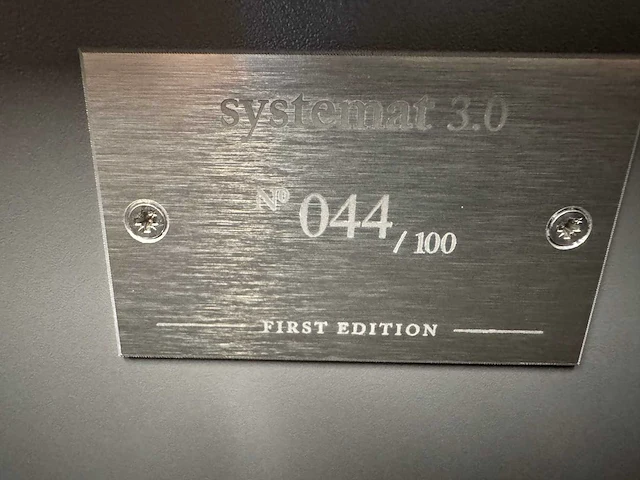 systemat 3.0
Nº 044 / 100
FIRST EDITION